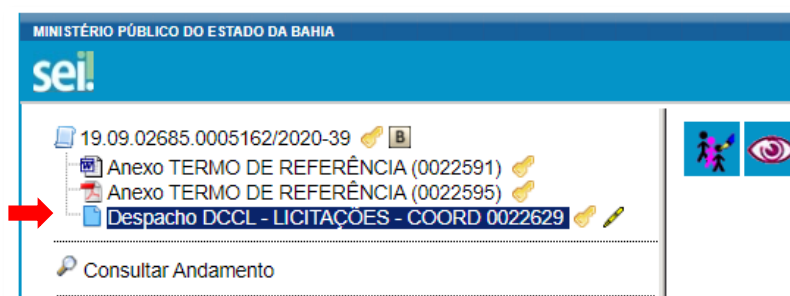 MINISTÉRIO PÚBLICO DO ESTADO DA BAHIA
sei!
19.09.02685.0005162/2020-39 B
Anexo TERMO DE REFERÊNCIA (0022591)
Anexo TERMO DE REFERÊNCIA (0022595)
Despacho DCCL - LICITAÇÕES - COORD 0022629
Consultar Andamento